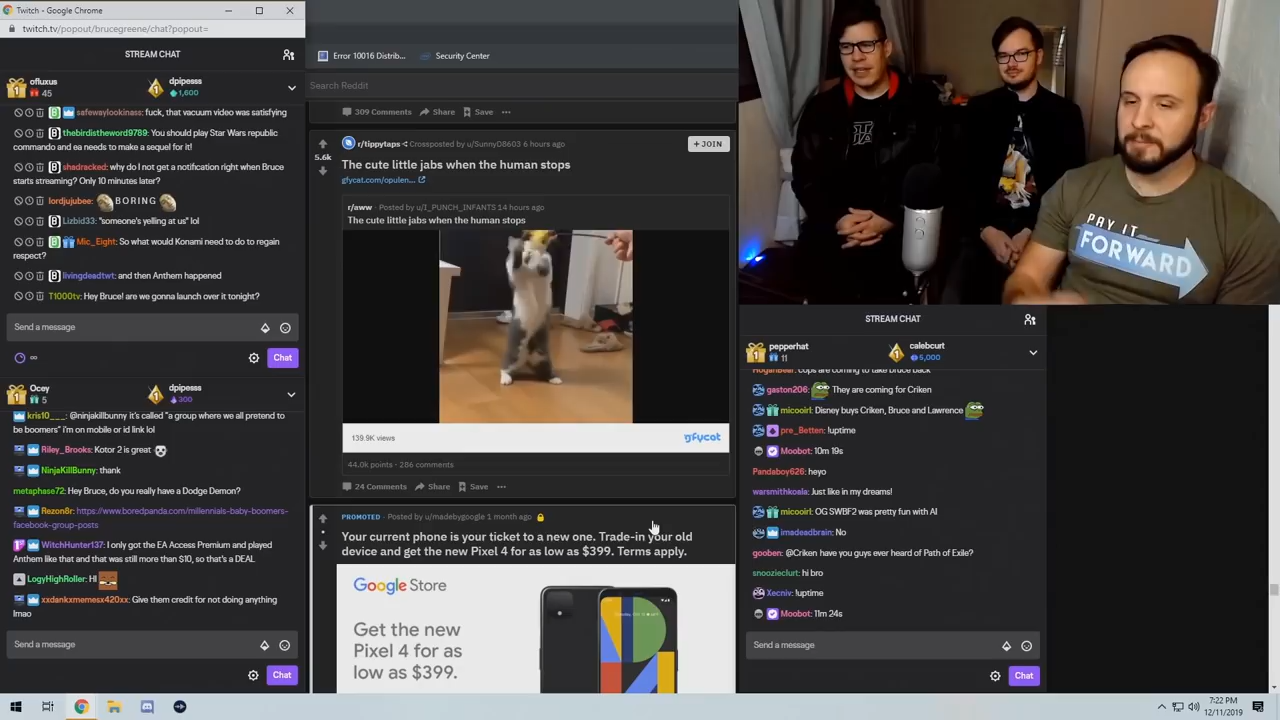 Twitch - Google Chrome
twitch.tv/popout/brucegreene/chat?popout=
STREAM CHAT
ofluxus
45
dpipesss
1,600
safewaylookinass: fuck, that vacuum video was satisfying
thebirdistheword9789: You should play Star Wars republic
commando and ea needs to make a sequel for it!
shadracked: why do I not get a notification right when Bruce
starts streaming? Only 10 minutes later?
lordjujubee: BORING
Lizbid33: "someone's yelling at us" lol
Mic_Eight: So what would Konami need to do to regain
respect?
livingdeadtwt: and then Anthem happened
T1000tv: Hey Bruce! are we gonna launch over it tonight?
Send a message
∞
Chat
Ocey
5
dpipesss
300
kris10___: @ninjakillbunny it's called "a group where we all pretend to
be boomers" i'm on mobile or id link lol
Riley_Brooks: Kotor 2 is great
NinjaKillBunny: thank
metaphase72: Hey Bruce, do you really have a Dodge Demon?
Rezon8r: https://www.boredpanda.com/millennials-baby-boomers-
facebook-group-posts
WitchHunter137: I only got the EA Access Premium and played
Anthem like that and that was still more than $10, so that's a DEAL.
LogyHighRoller: HI
xxdankxmemesx420xx: Give them credit for not doing anything
lmao
Send a message
Chat
Error 10016 Distrib...
Security Center
Search Reddit
309 Comments
Share
Save
r/tippytaps
Crossposted by u/SunnyD8603 6 hours ago
+ JOIN
5.6k
The cute little jabs when the human stops
gfycat.com/opulen...
r/aww · Posted by u/I_PUNCH_INFANTS 14 hours ago
The cute little jabs when the human stops
139.9K views
gfycat
44.0k points · 286 comments
24 Comments
Share
Save
PROMOTED · Posted by u/madebygoogle 1 month ago
Your current phone is your ticket to a new one. Trade-in your old
device and get the new Pixel 4 for as low as $399. Terms apply.
Google Store
Get the new
Pixel 4 for as
low as $399.
PAY IT
FORWARD
STREAM CHAT
pepperhat
11
calebcurt
5,000
HoganBear: cops are coming to take bruce back
gaston206: They are coming for Criken
micooirl: Disney buys Criken, Bruce and Lawrence
pre_Betten: !uptime
Moobot: 10m 19s
Pandaboy626: heyo
warsmithkoala: Just like in my dreams!
micooirl: OG SWBF2 was pretty fun with AI
imadeadbrain: No
gooben: @Criken have you guys ever heard of Path of Exile?
snoozieclurt: hi bro
Xecniv: !uptime
Moobot: 11m 24s
Send a message
Chat
7:22 PM
12/11/2019